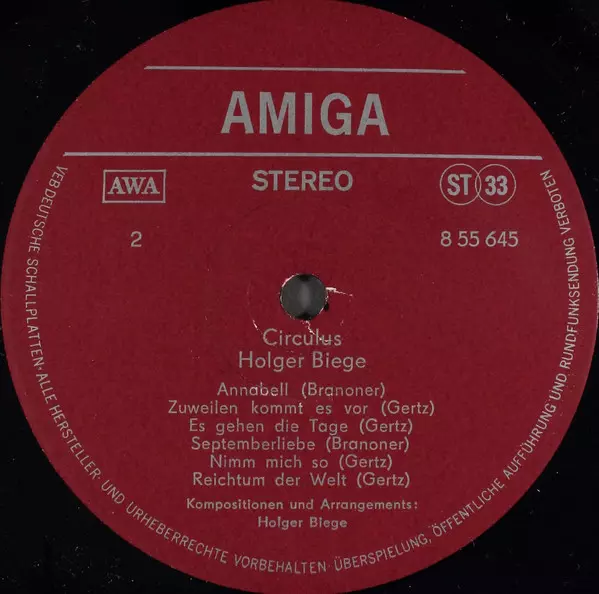 AMIGA
AWA
STEREO
ST 33
2
8 55 645
Circulus
Holger Biege
Annabell (Branoner)
Zuweilen kommt es vor (Gertz)
Es gehen die Tage (Gertz)
Septemberliebe (Branoner)
Nimm mich so (Gertz)
Reichtum der Welt (Gertz)
Kompositionen und Arrangements:
Holger Biege
VEB DEUTSCHE SCHALLPLATTEN · ALLE HERSTELLER- UND URHEBERRECHTE VORBEHALTEN · ÜBERSPIELUNG, ÖFFENTLICHE AUFFÜHRUNG UND RUNDFUNKSENDUNG VERBOTEN